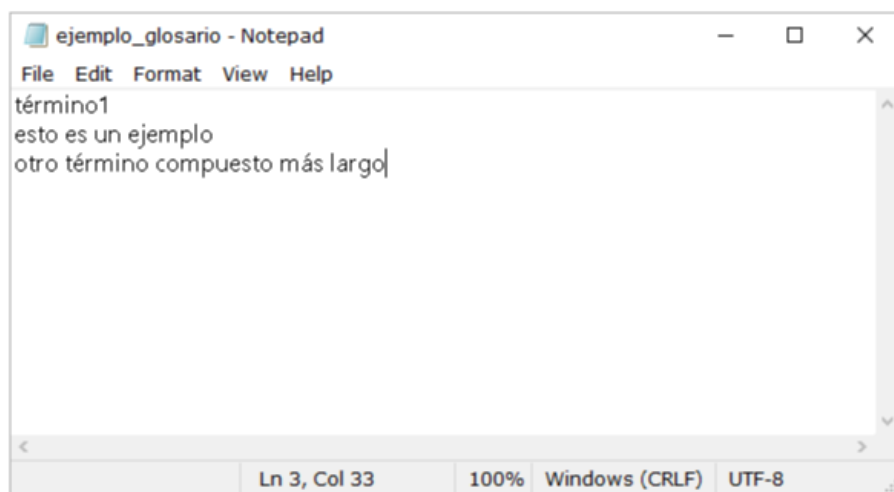 ejemplo_glosario - Notepad
File Edit Format View Help
término1
esto es un ejemplo
otro término compuesto más largo
Ln 3, Col 33 100% Windows (CRLF) UTF-8